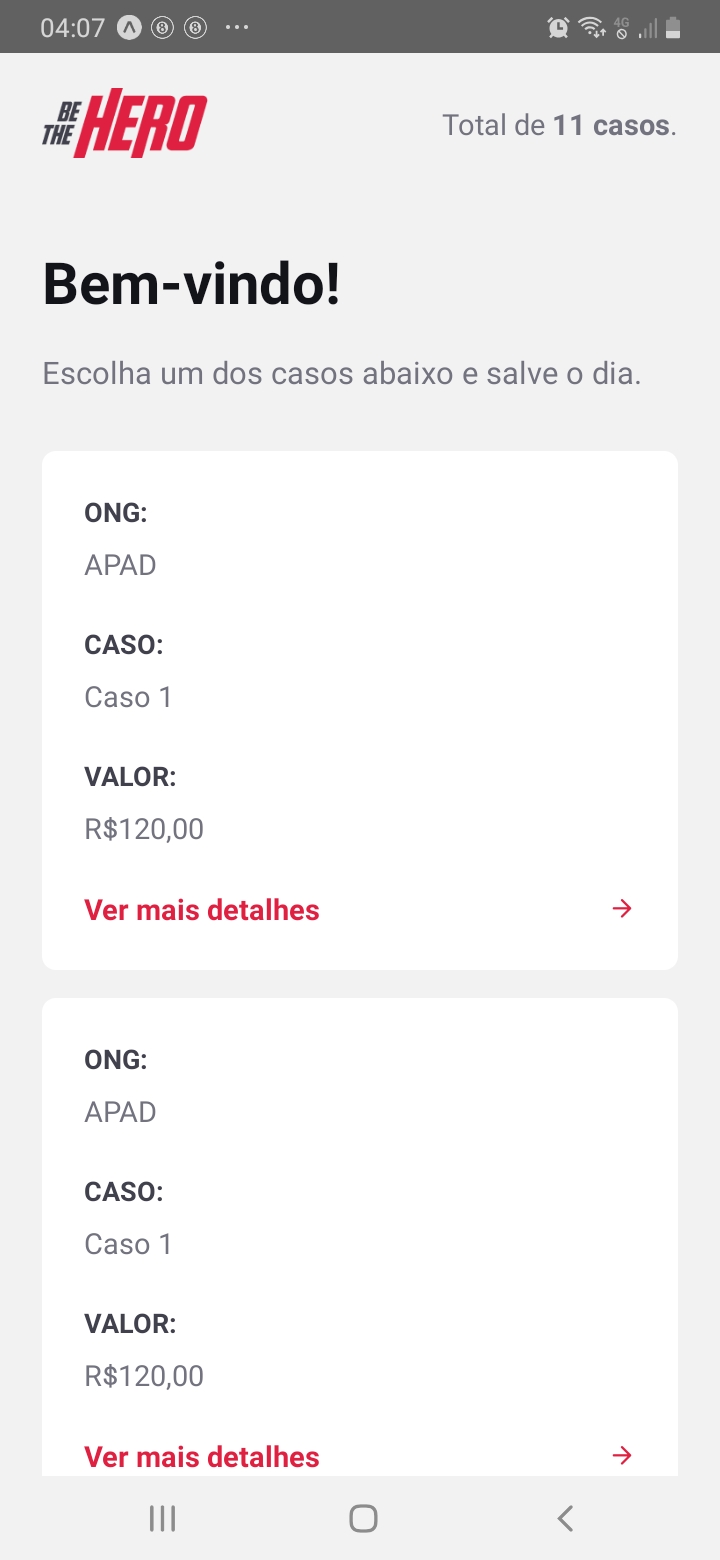 04:07
4G
BE THE HERO
Total de 11 casos.
Bem-vindo!
Escolha um dos casos abaixo e salve o dia.
ONG:
APAD
CASO:
Caso 1
VALOR:
R$120,00
Ver mais detalhes
ONG:
APAD
CASO:
Caso 1
VALOR:
R$120,00
Ver mais detalhes